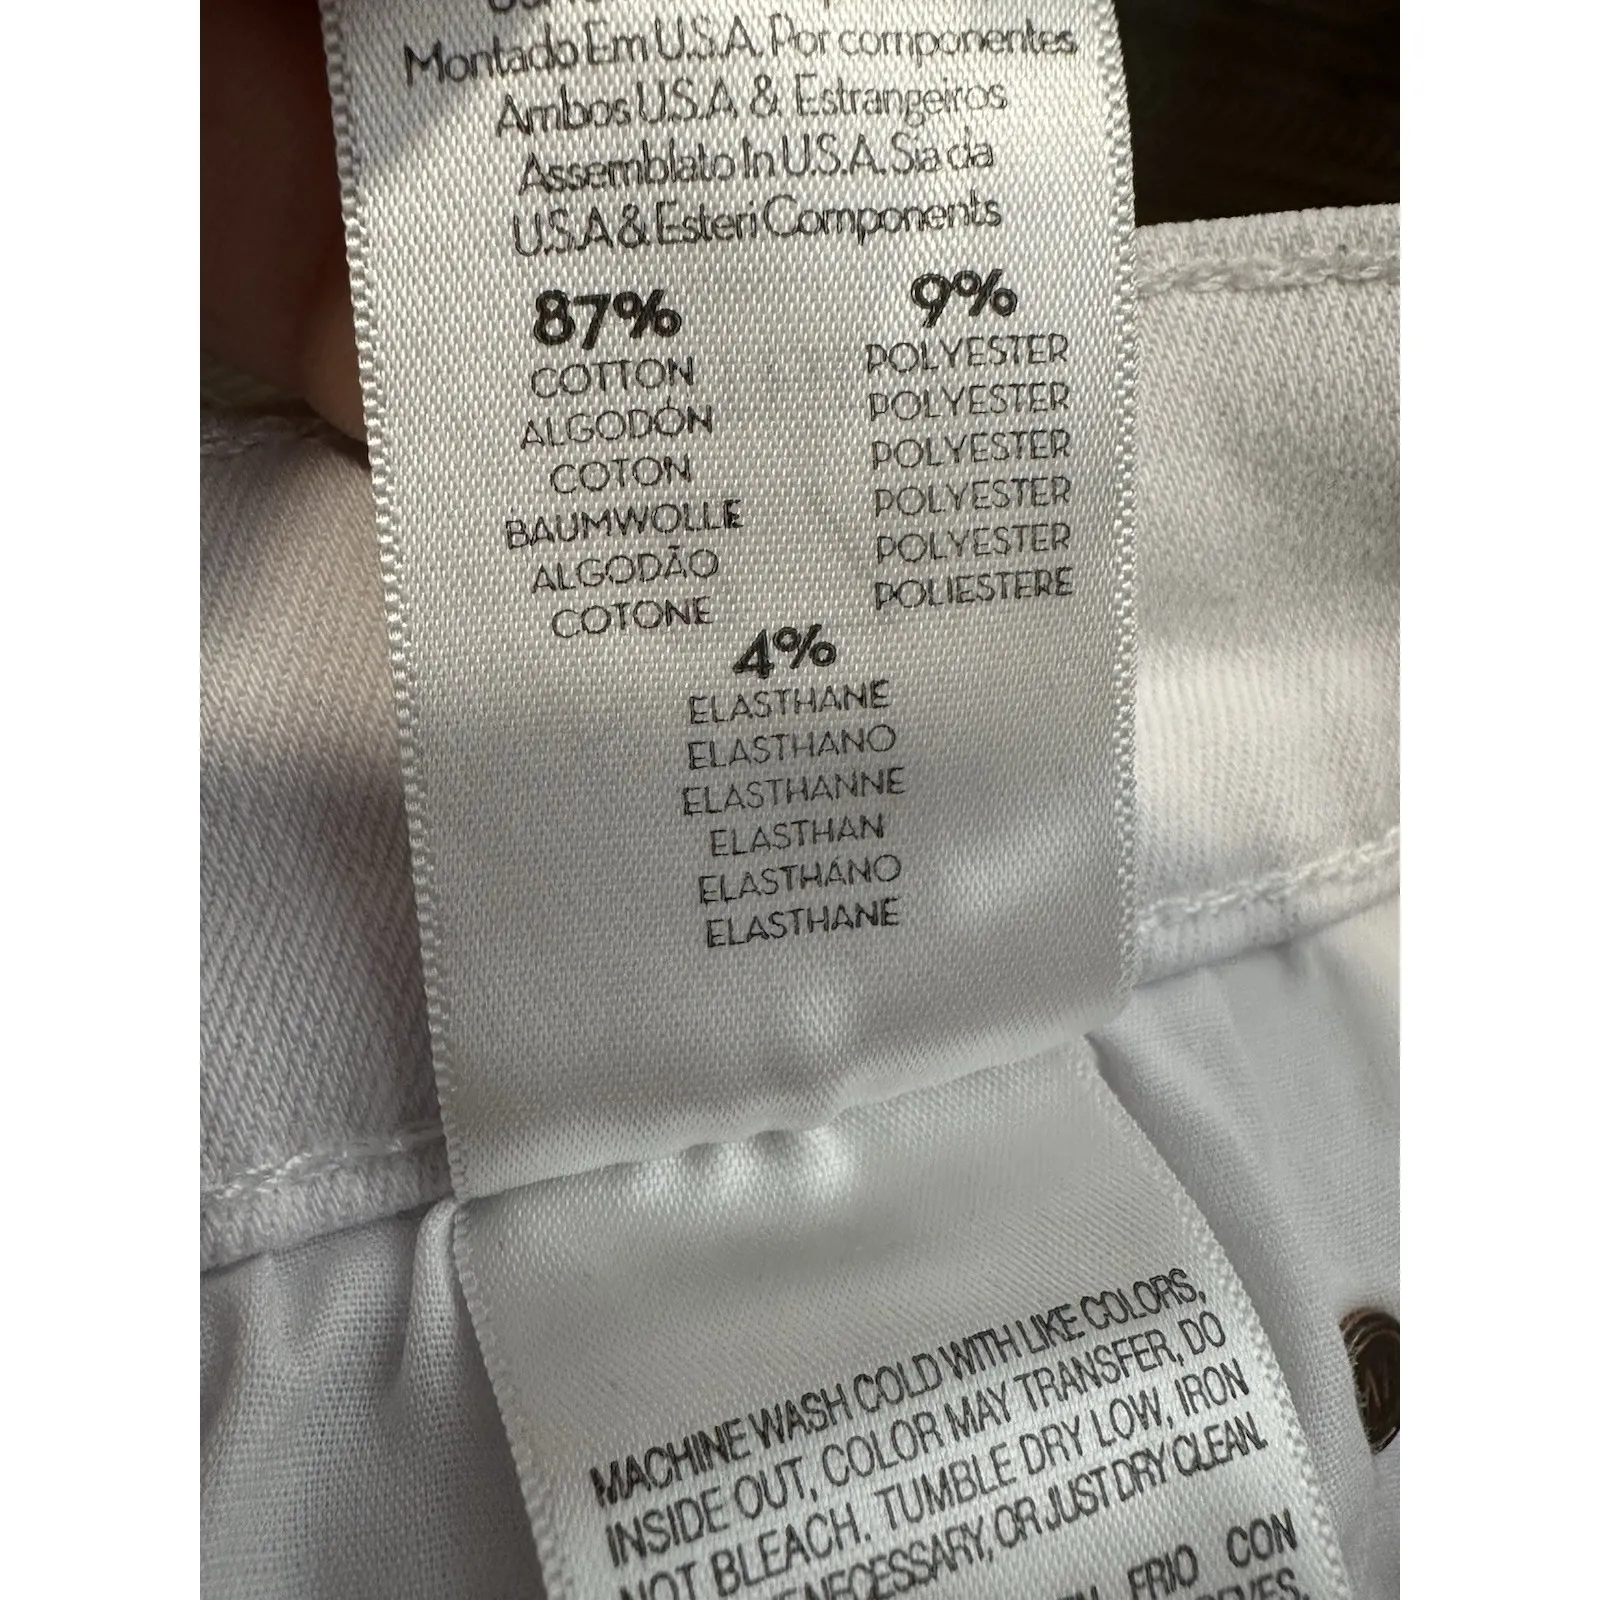 Montado Em U.S.A. Por componentes
Ambos U.S.A & Estrangeiros
Assemblato In U.S.A. Sia da
U.S.A & Esteri Components
87%
COTTON
ALGODÓN
COTON
BAUMWOLLE
ALGODÃO
COTONE
9%
POLYESTER
POLYESTER
POLYESTER
POLYESTER
POLYESTER
POLIESTERE
4%
ELASTHANE
ELASTHANO
ELASTHANNE
ELASTHAN
ELASTHANO
ELASTHANE
MACHINE WASH COLD WITH LIKE COLORS,
INSIDE OUT, COLOR MAY TRANSFER, DO
NOT BLEACH. TUMBLE DRY LOW, IRON
NECESSARY, OR JUST DRY CLEAN.
FRIO CON